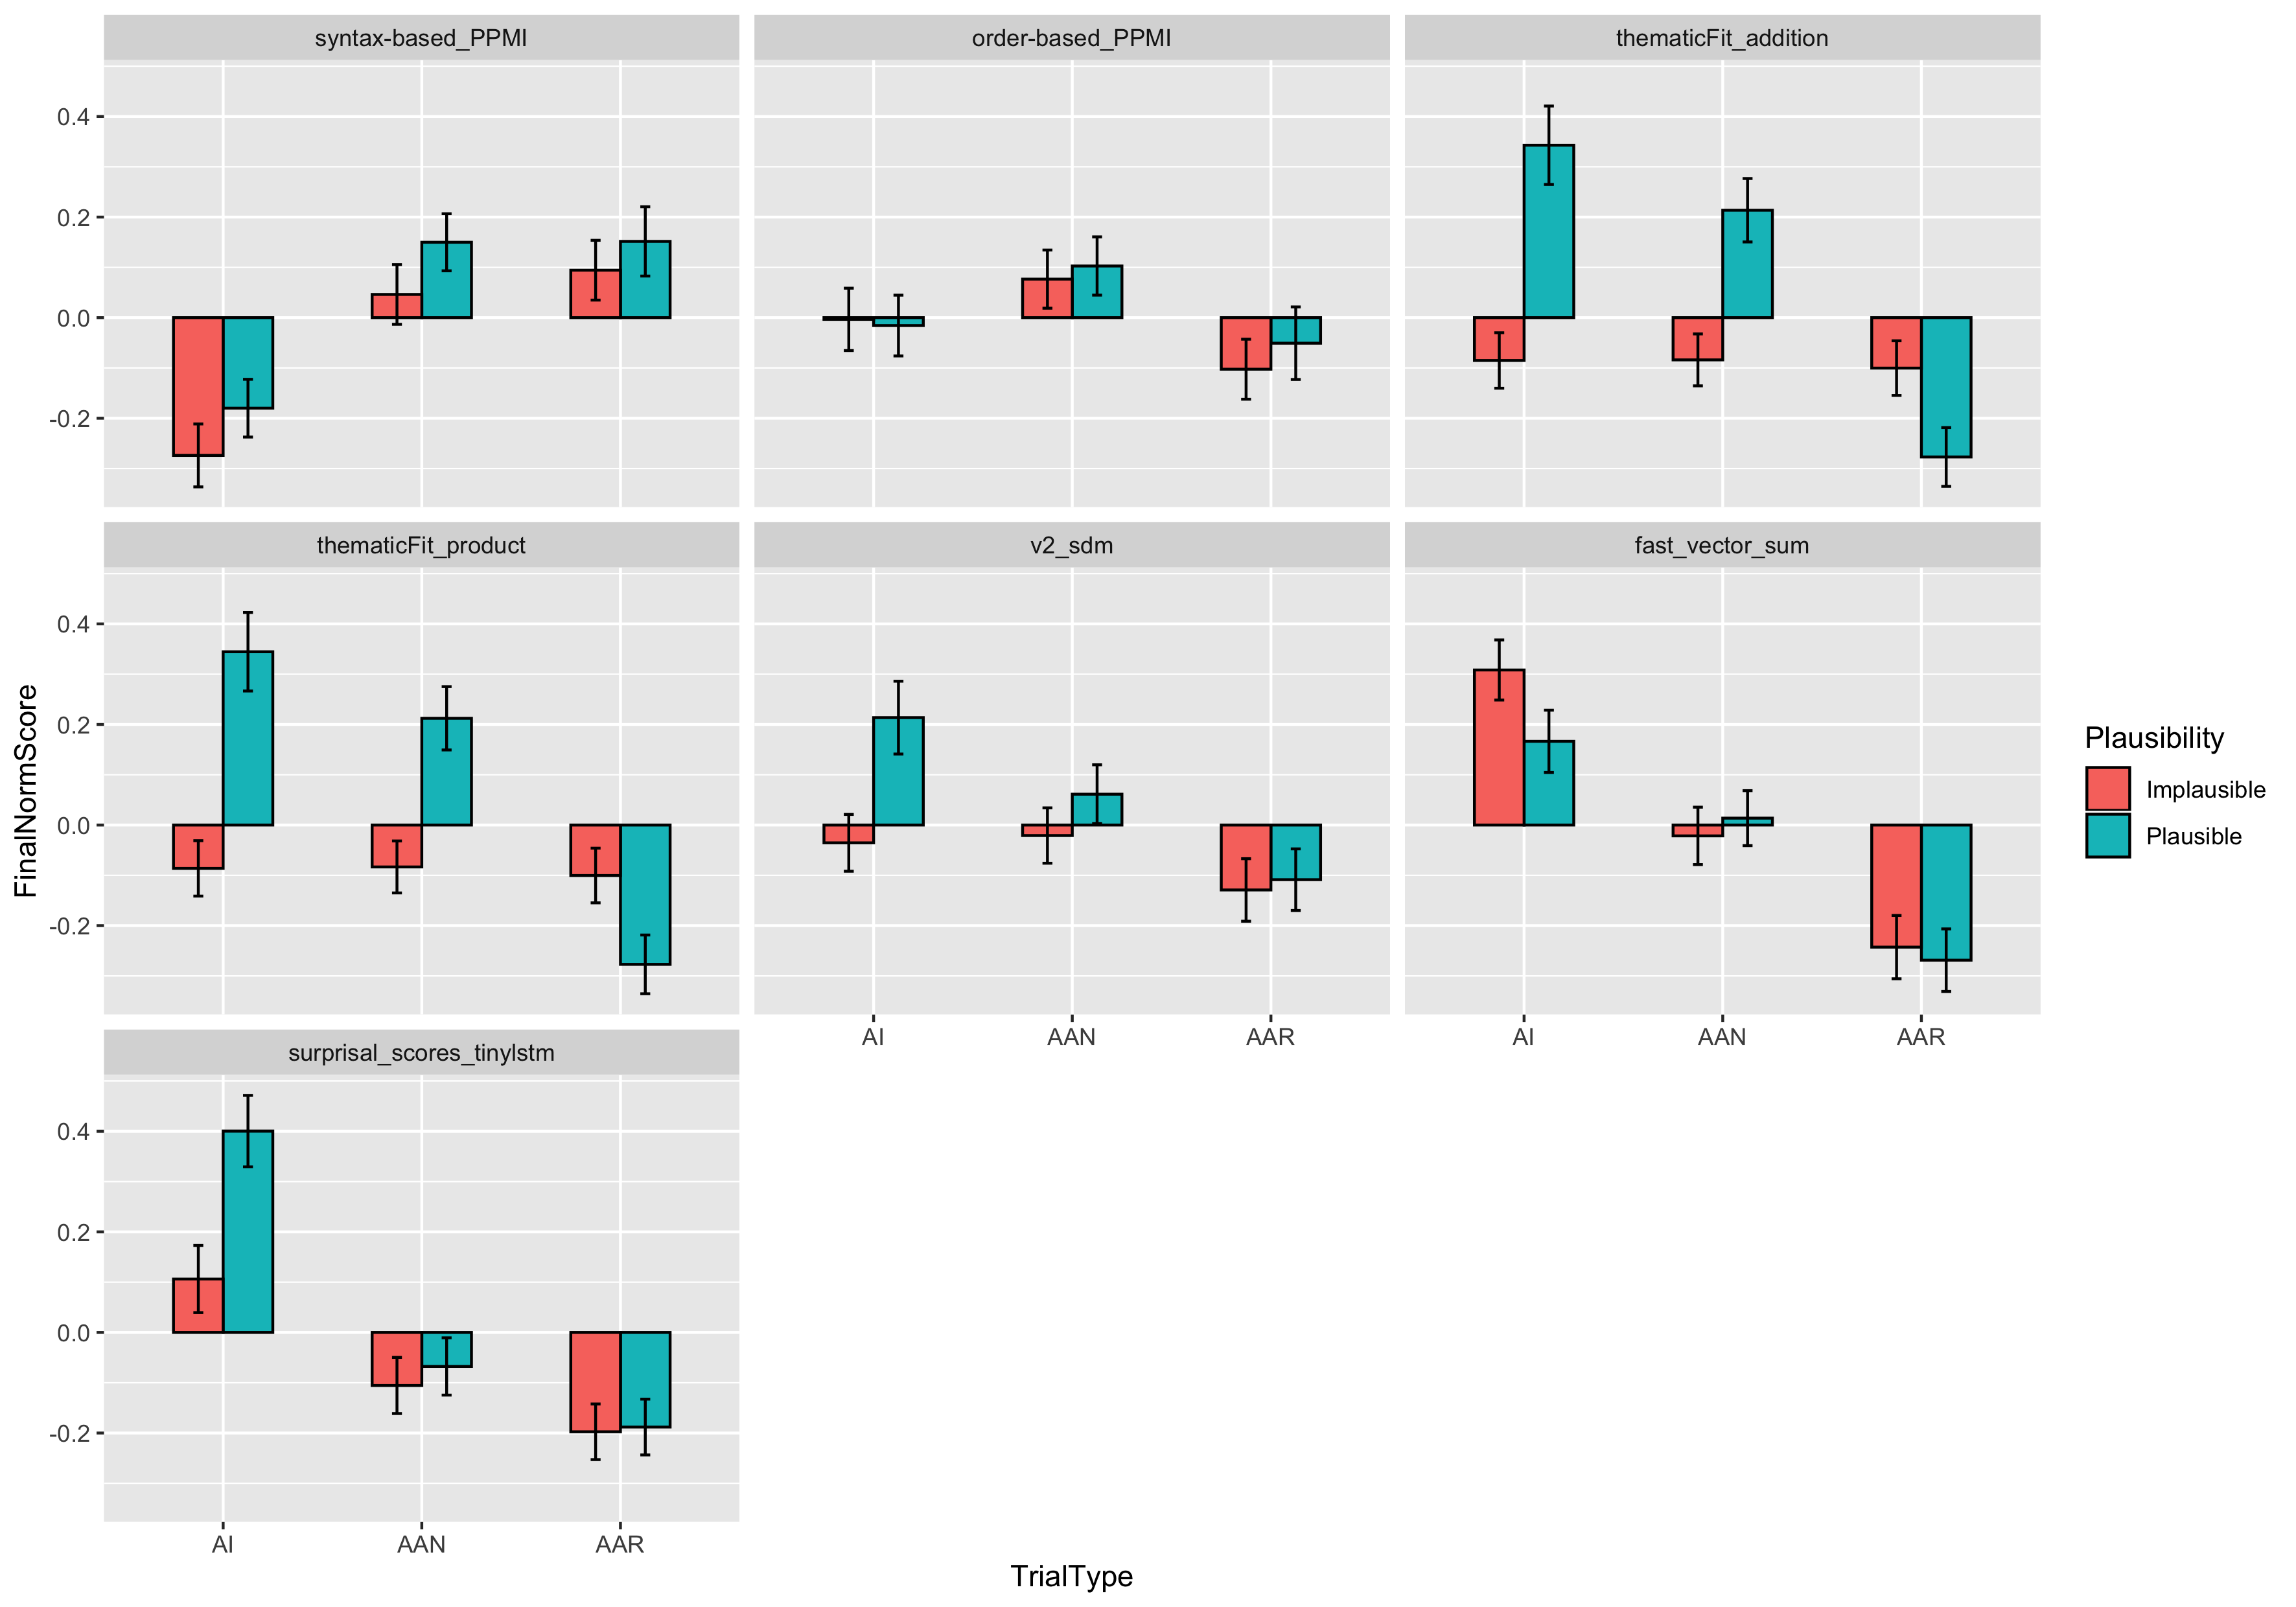 syntax-based_PPMI
order-based_PPMI
thematicFit_addition
0.4
0.2
0.0
-0.2
thematicFit_product
v2_sdm
fast_vector_sum
0.4
0.2
0.0
-0.2
AI
AAN
AAR
AI
AAN
AAR
surprisal_scores_tinylstm
0.4
0.2
0.0
-0.2
AI
AAN
AAR
FinalNormScore
TrialType
Plausibility
Implausible
Plausible